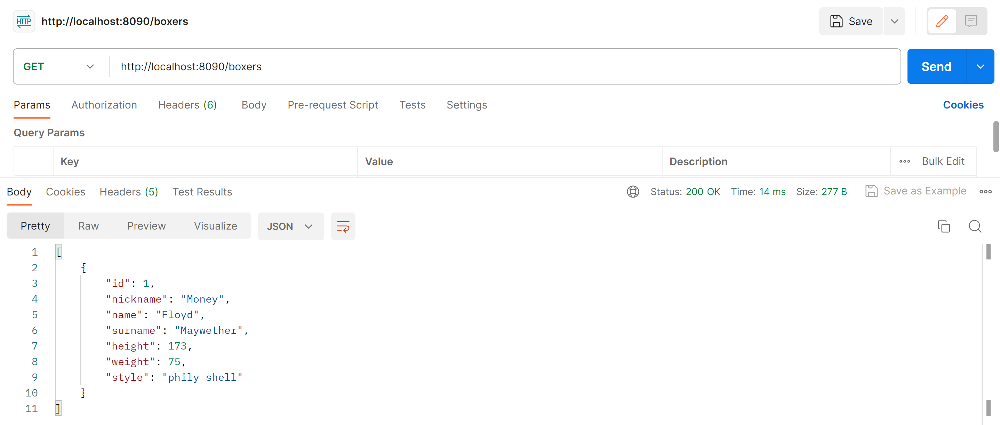 HTTP http://localhost:8090/boxers Save
GET http://localhost:8090/boxers Send
Params Authorization Headers (6) Body Pre-request Script Tests Settings Cookies
Query Params
Key Value Description Bulk Edit
Body Cookies Headers (5) Test Results Status: 200 OK Time: 14 ms Size: 277 B Save as Example
Pretty Raw Preview Visualize JSON
1 [
2 {
3 "id": 1,
4 "nickname": "Money",
5 "name": "Floyd",
6 "surname": "Maywether",
7 "height": 173,
8 "weight": 75,
9 "style": "phily shell"
10 }
11 ]